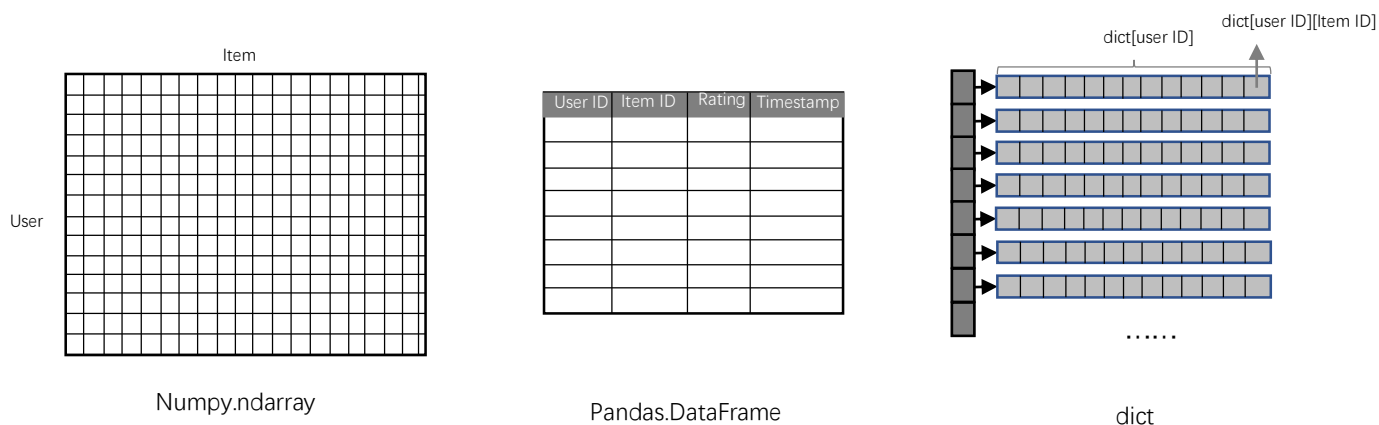 Item
User
Numpy.ndarray
User ID Item ID Rating Timestamp
Pandas.DataFrame
dict[user ID][Item ID]
dict[user ID]
……
dict